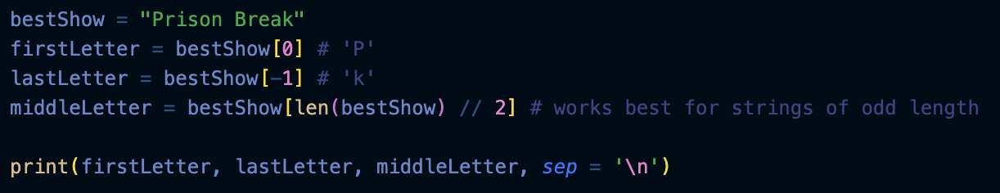 bestShow = "Prison Break"
firstLetter = bestShow[0] # 'P'
lastLetter = bestShow[-1] # 'k'
middleLetter = bestShow[len(bestShow) // 2] # works best for strings of odd length
print(firstLetter, lastLetter, middleLetter, sep = '\n')